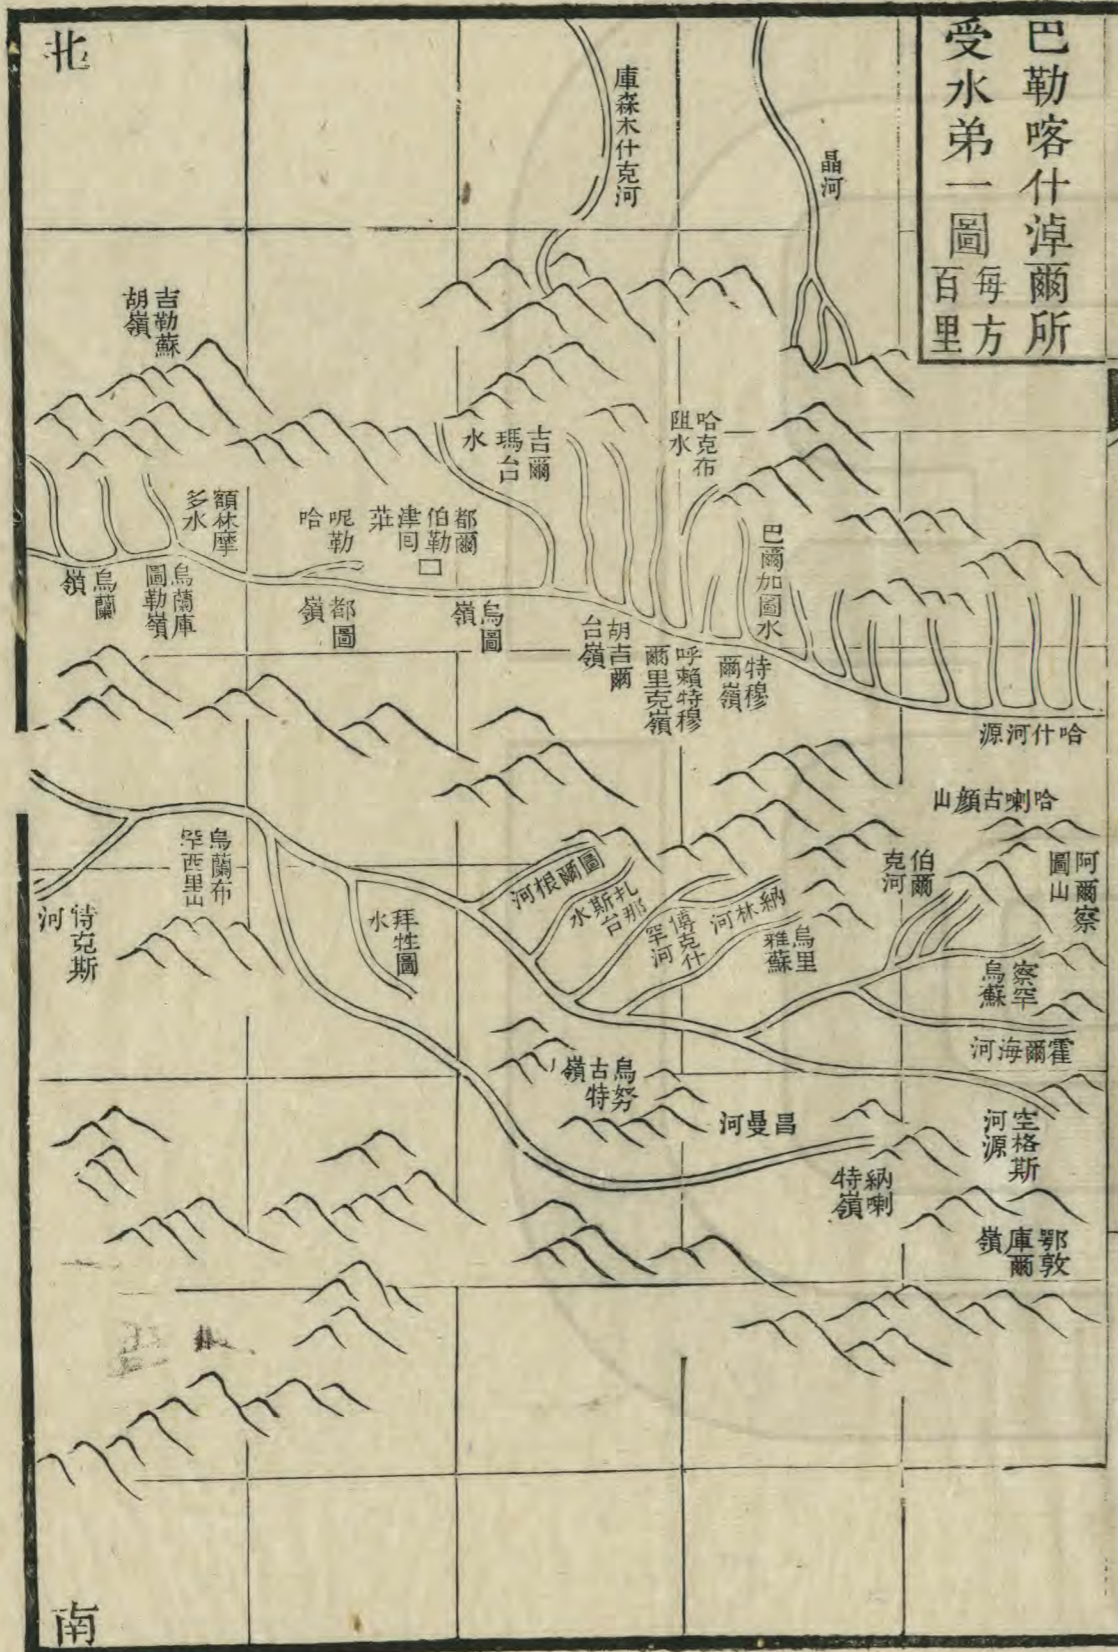 巴勒喀什淖爾所
受水弟一圖
每方
百里
北
晶河
庫森木什克河
吉勒蘇
胡嶺
哈克布
阻水
吉爾
瑪台
水
巴爾加圖水
都爾
伯勒
津囘
莊
呢勒
哈
額林摩
多水
烏蘭庫
圖勒嶺
烏蘭
嶺
都圖
嶺
烏圖
嶺
胡吉爾
台嶺
呼賴特穆
爾里克嶺
特穆
爾嶺
哈什河源
哈喇古顏山
阿爾察
圖山
伯爾
克河
察罕
烏蘇
霍爾海河
空格斯
河源
納林河
烏里
雅蘇
傅克什
罕河
扎那
斯台
水
圖爾根河
拜牲圖
水
烏蘭布
罕西里山
特克斯
河
烏努
古特
嶺
昌曼河
納喇
特嶺
鄂敦
庫爾
嶺
南